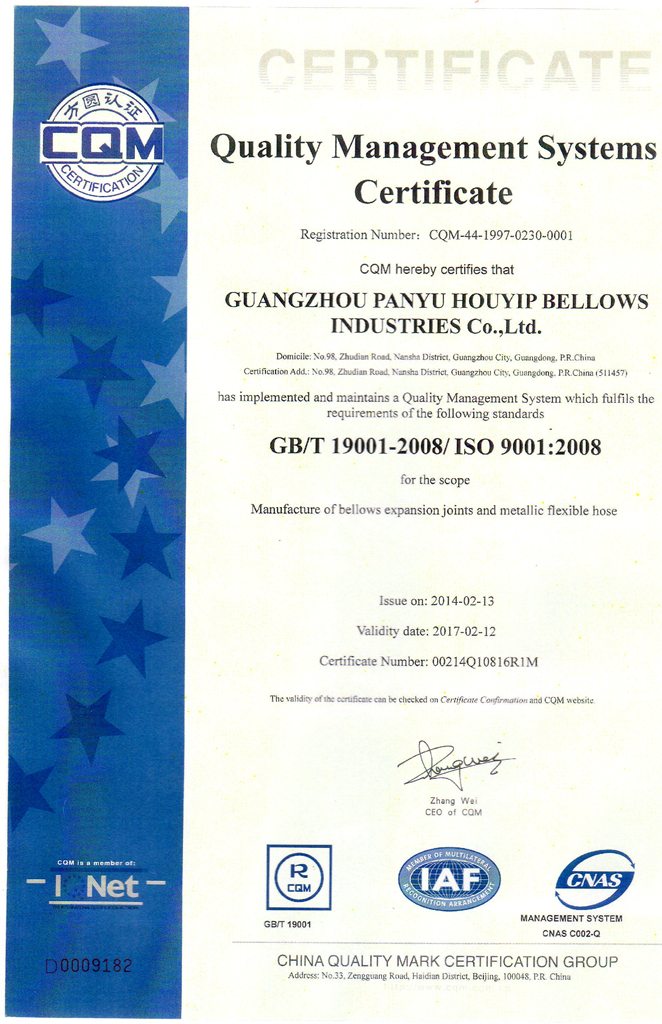 CERTIFICATE
方圆认证
CQM
CERTIFICATION
Quality Management Systems
Certificate
Registration Number: CQM-44-1997-0230-0001
CQM hereby certifies that
GUANGZHOU PANYU HOUYIP BELLOWS
INDUSTRIES Co.,Ltd.
Domicile: No.98, Zhudian Road, Nansha District, Guangzhou City, Guangdong, P.R.China
Certification Add.: No.98, Zhudian Road, Nansha District, Guangzhou City, Guangdong, P.R.China (511457)
has implemented and maintains a Quality Management System which fulfils the
requirements of the following standards
GB/T 19001-2008/ ISO 9001:2008
for the scope
Manufacture of bellows expansion joints and metallic flexible hose
Issue on: 2014-02-13
Validity date: 2017-02-12
Certificate Number: 00214Q10816R1M
The validity of the certificate can be checked on Certificate Confirmation and CQM website.
Zhang Wei
Zhang Wei
CEO of CQM
CQM is a member of:
IQNet
D0009182
R
CQM
GB/T 19001
MEMBER OF MULTILATERAL
IAF
RECOGNITION ARRANGEMENT
CNAS
MANAGEMENT SYSTEM
CNAS C002-Q
CHINA QUALITY MARK CERTIFICATION GROUP
Address: No.33, Zengguang Road, Haidian District, Beijing, 100048, P.R. China